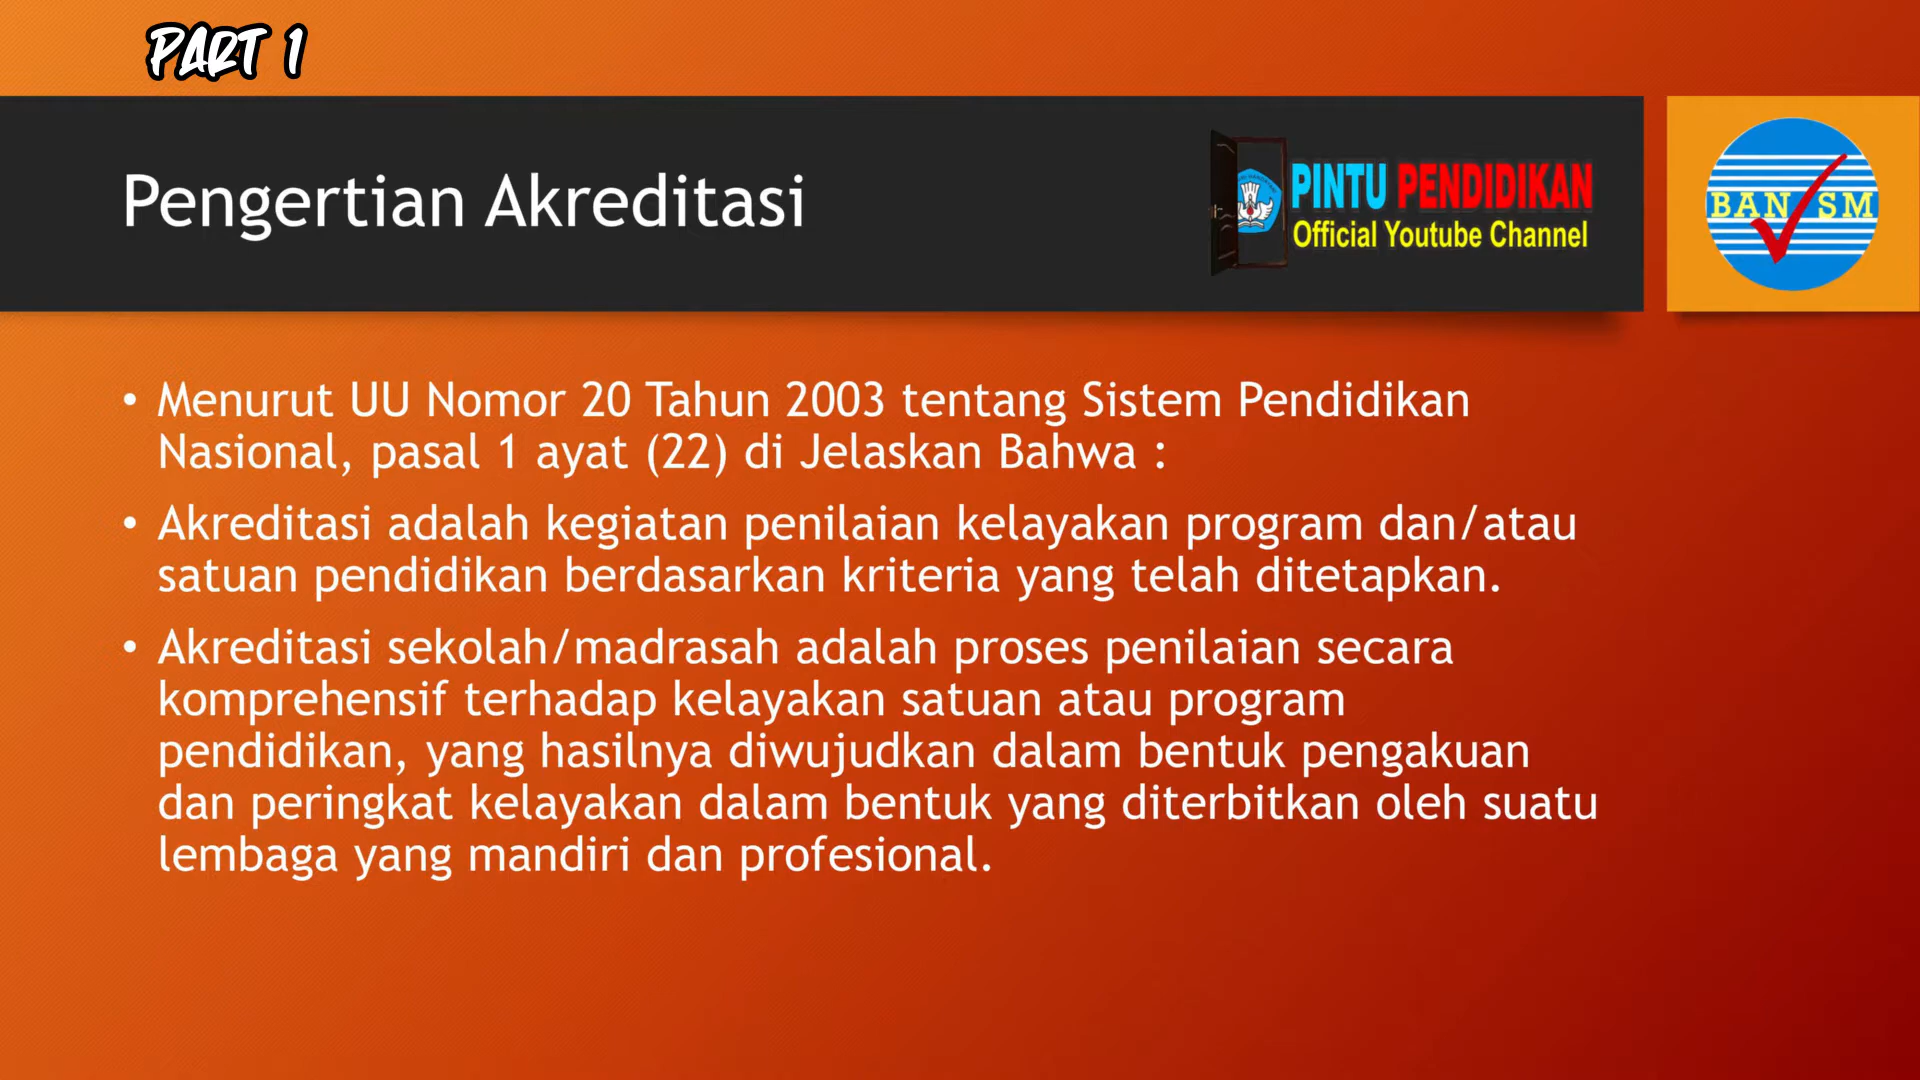 PART 1
Pengertian Akreditasi
PINTU PENDIDIKAN
Official Youtube Channel
BAN SM
• Menurut UU Nomor 20 Tahun 2003 tentang Sistem Pendidikan
Nasional, pasal 1 ayat (22) di Jelaskan Bahwa :
• Akreditasi adalah kegiatan penilaian kelayakan program dan/atau
satuan pendidikan berdasarkan kriteria yang telah ditetapkan.
• Akreditasi sekolah/madrasah adalah proses penilaian secara
komprehensif terhadap kelayakan satuan atau program
pendidikan, yang hasilnya diwujudkan dalam bentuk pengakuan
dan peringkat kelayakan dalam bentuk yang diterbitkan oleh suatu
lembaga yang mandiri dan profesional.